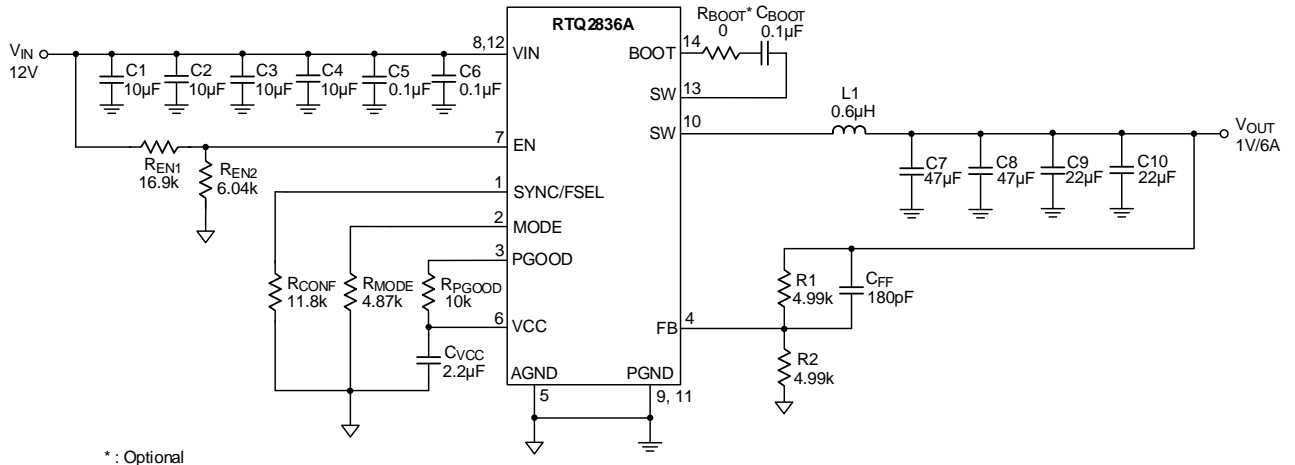 RTQ2836A
RBOOT* CBOOT
0 0.1µF
VIN
12V
8,12 VIN
C1
10µF
C2
10µF
C3
10µF
C4
10µF
C5
0.1µF
C6
0.1µF
BOOT 14
SW 13
SW 10
L1
0.6µH
VOUT
1V/6A
7 EN
REN1
16.9k
REN2
6.04k
C7
47µF
C8
47µF
C9
22µF
C10
22µF
1 SYNC/FSEL
2 MODE
3 PGOOD
RCONF
11.8k
RMODE
4.87k
RPGOOD
10k
R1
4.99k
CFF
180pF
6 VCC
FB 4
CVCC
2.2µF
R2
4.99k
AGND PGND
5 9, 11
* : Optional